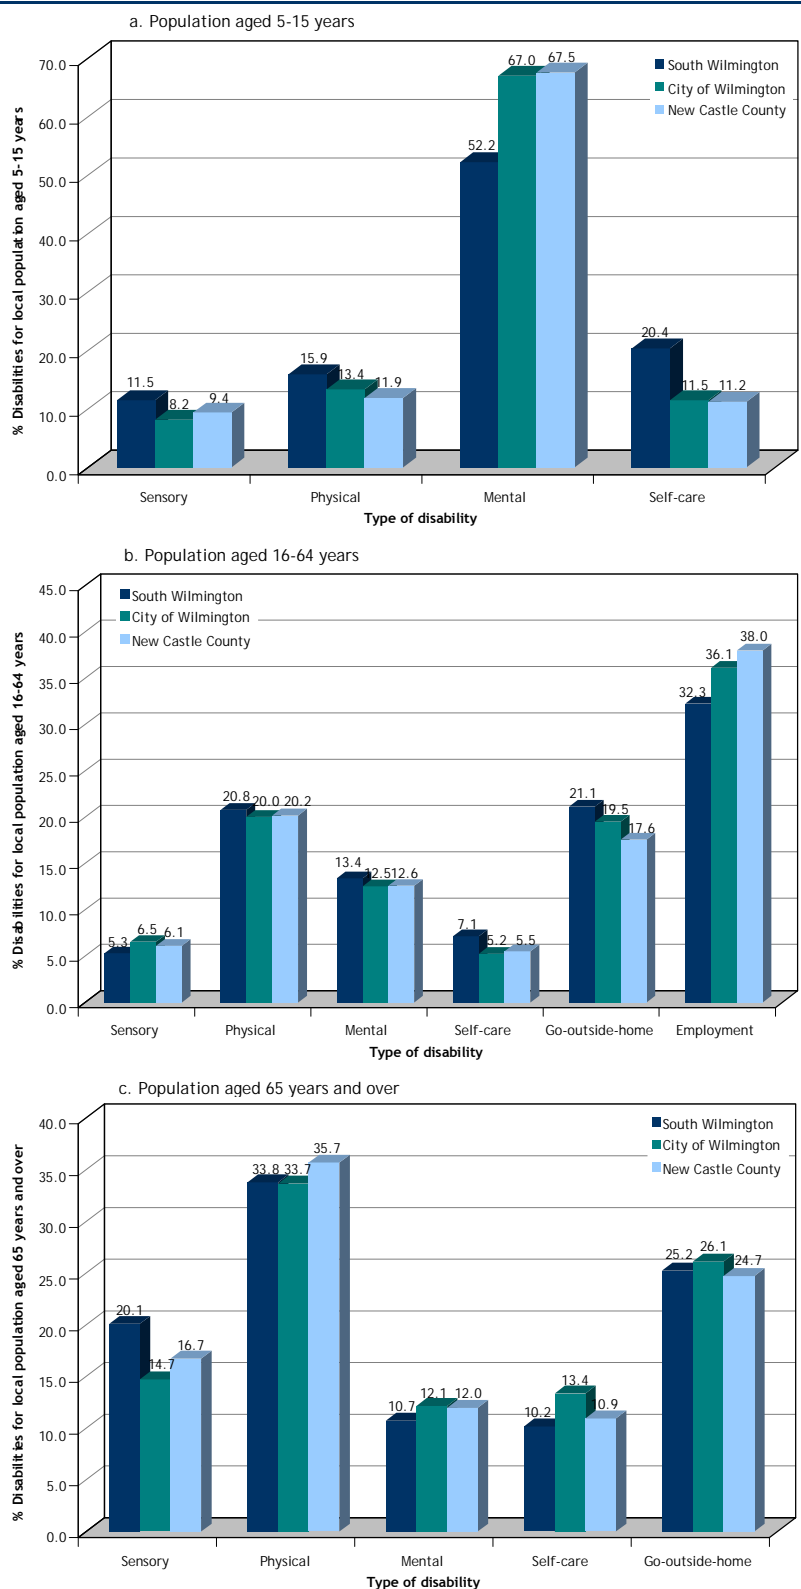 a. Population aged 5-15 years
% Disabilities for local population aged 5-15 years
70.0
60.0
50.0
40.0
30.0
20.0
10.0
0.0
South Wilmington
City of Wilmington
New Castle County
11.5 8.2 9.4
15.9 13.4 11.9
52.2 67.0 67.5
20.4 11.5 11.2
Sensory Physical Mental Self-care
Type of disability
b. Population aged 16-64 years
% Disabilities for local population aged 16-64 years
45.0
40.0
35.0
30.0
25.0
20.0
15.0
10.0
5.0
0.0
South Wilmington
City of Wilmington
New Castle County
5.3 6.5 6.1
20.8 20.0 20.2
13.4 12.5 12.6
7.1 5.2 5.5
21.1 19.5 17.6
32.3 36.1 38.0
Sensory Physical Mental Self-care Go-outside-home Employment
Type of disability
c. Population aged 65 years and over
% Disabilities for local population aged 65 years and over
40.0
35.0
30.0
25.0
20.0
15.0
10.0
5.0
0.0
South Wilmington
City of Wilmington
New Castle County
20.1 14.7 16.7
33.8 33.7 35.7
10.7 12.1 12.0
10.2 13.4 10.9
25.2 26.1 24.7
Sensory Physical Mental Self-care Go-outside-home
Type of disability